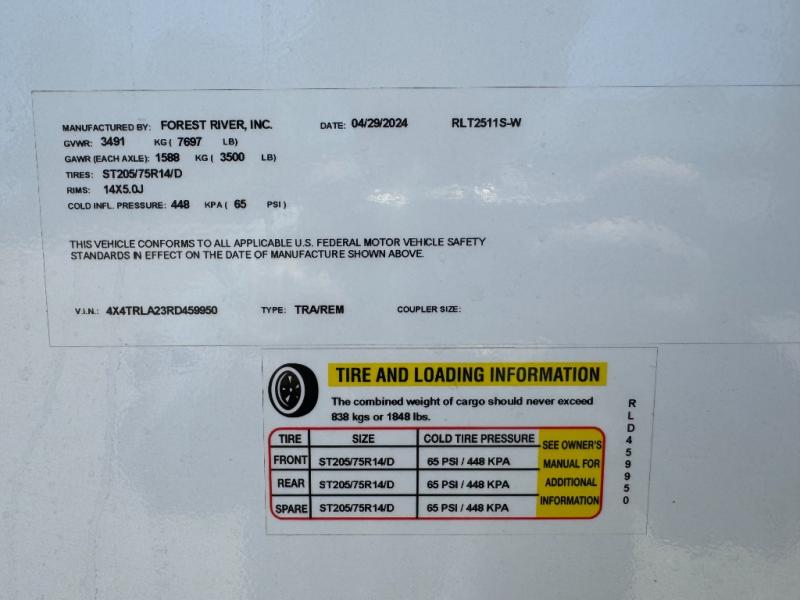 MANUFACTURED BY: FOREST RIVER, INC. DATE: 04/29/2024 RLT2511S-W
GVWR: 3491 KG ( 7697 LB)
GAWR (EACH AXLE): 1588 KG ( 3500 LB)
TIRES: ST205/75R14/D
RIMS: 14X5.0J
COLD INFL. PRESSURE: 448 KPA ( 65 PSI )
THIS VEHICLE CONFORMS TO ALL APPLICABLE U.S. FEDERAL MOTOR VEHICLE SAFETY
STANDARDS IN EFFECT ON THE DATE OF MANUFACTURE SHOWN ABOVE.
V.I.N.: 4X4TRLA23RD459950 TYPE: TRA/REM COUPLER SIZE:
TIRE AND LOADING INFORMATION
The combined weight of cargo should never exceed
838 kgs or 1848 lbs.
TIRE SIZE COLD TIRE PRESSURE
FRONT ST205/75R14/D 65 PSI / 448 KPA
REAR ST205/75R14/D 65 PSI / 448 KPA
SPARE ST205/75R14/D 65 PSI / 448 KPA
SEE OWNER'S
MANUAL FOR
ADDITIONAL
INFORMATION
RLD459950